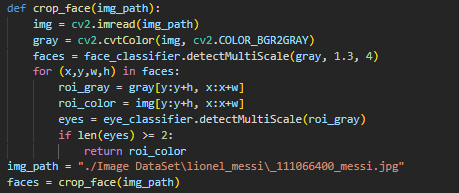 def crop_face(img_path):
    img = cv2.imread(img_path)
    gray = cv2.cvtColor(img, cv2.COLOR_BGR2GRAY)
    faces = face_classifier.detectMultiScale(gray, 1.3, 4)
    for (x,y,w,h) in faces:
        roi_gray = gray[y:y+h, x:x+w]
        roi_color = img[y:y+h, x:x+w]
        eyes = eye_classifier.detectMultiScale(roi_gray)
        if len(eyes) >= 2:
            return roi_color
img_path = "./Image DataSet\lionel_messi\_111066400_messi.jpg"
faces = crop_face(img_path)